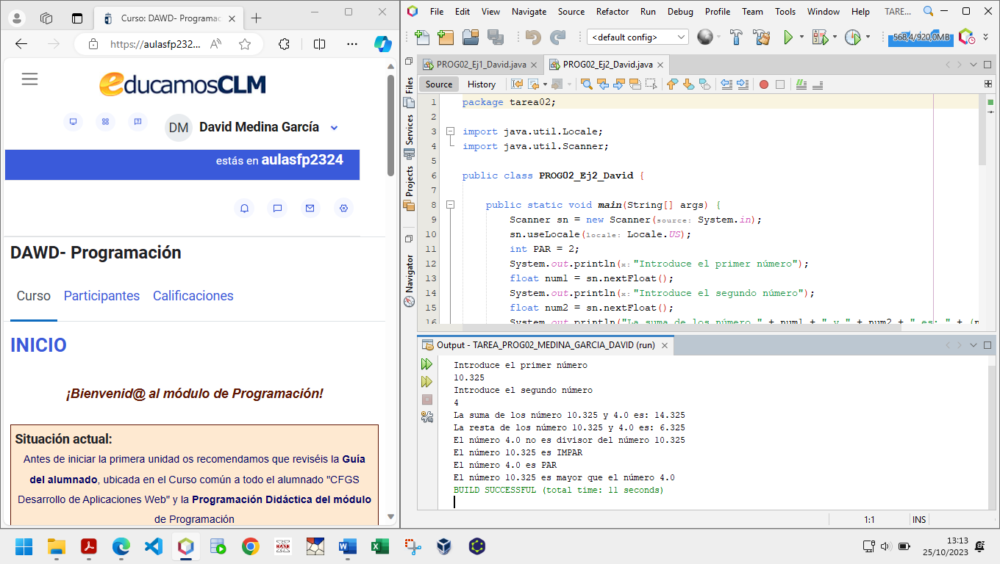 Curso: DAWD- Programac
https://aulasfp232...
educamosCLM
DM David Medina García
estás en aulasfp2324
DAWD- Programación
Curso Participantes Calificaciones
INICIO
¡Bienvenid@ al módulo de Programación!
Situación actual:
Antes de iniciar la primera unidad os recomendamos que reviséis la Guía
del alumnado, ubicada en el Curso común a todo el alumnado "CFGS
Desarrollo de Aplicaciones Web" y la Programación Didáctica del módulo
de Programación
File Edit View Navigate Source Refactor Run Debug Profile Team Tools Window Help TARE...
<default config> 568,4/920,0MB
PROG02_Ej1_David.java PROG02_Ej2_David.java
Source History
Files
Services
Projects
Navigator
1 package tarea02;
2
3 import java.util.Locale;
4 import java.util.Scanner;
5
6 public class PROG02_Ej2_David {
7
8 public static void main(String[] args) {
9 Scanner sn = new Scanner(source: System.in);
10 sn.useLocale(locale: Locale.US);
11 int PAR = 2;
12 System.out.println(x: "Introduce el primer número");
13 float num1 = sn.nextFloat();
14 System.out.println(x: "Introduce el segundo número");
15 float num2 = sn.nextFloat();
16 System.out.println("La suma de los número " + num1 + " y " + num2 + " es: " + (n
Output - TAREA_PROG02_MEDINA_GARCIA_DAVID (run)
Introduce el primer número
10.325
Introduce el segundo número
4
La suma de los número 10.325 y 4.0 es: 14.325
La resta de los número 10.325 y 4.0 es: 6.325
El número 4.0 no es divisor del número 10.325
El número 10.325 es IMPAR
El número 4.0 es PAR
El número 10.325 es mayor que el número 4.0
BUILD SUCCESSFUL (total time: 11 seconds)
1:1 INS
BASE
13:13
25/10/2023